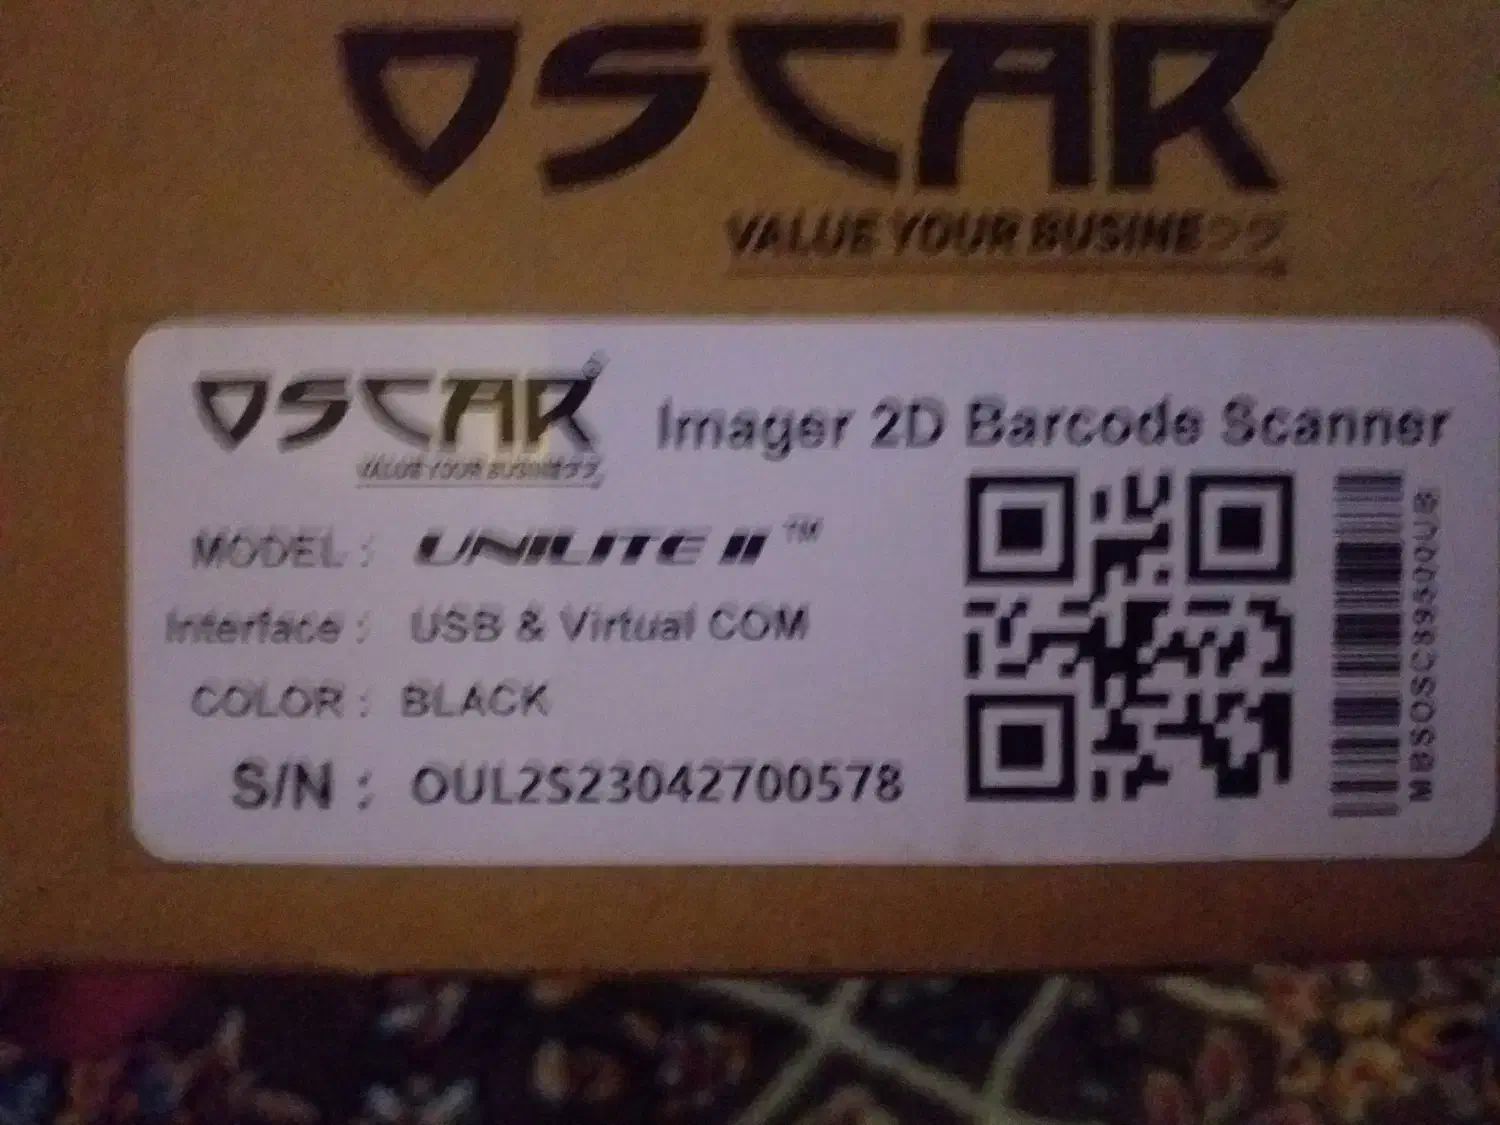 OSCAR
VALUE YOUR BUSINESS
OSCAR®
VALUE YOUR BUSINESS
Imager 2D Barcode Scanner
MODEL : UNILITE II™
Interface : USB & Virtual COM
COLOR : BLACK
S/N : OUL2S23042700578